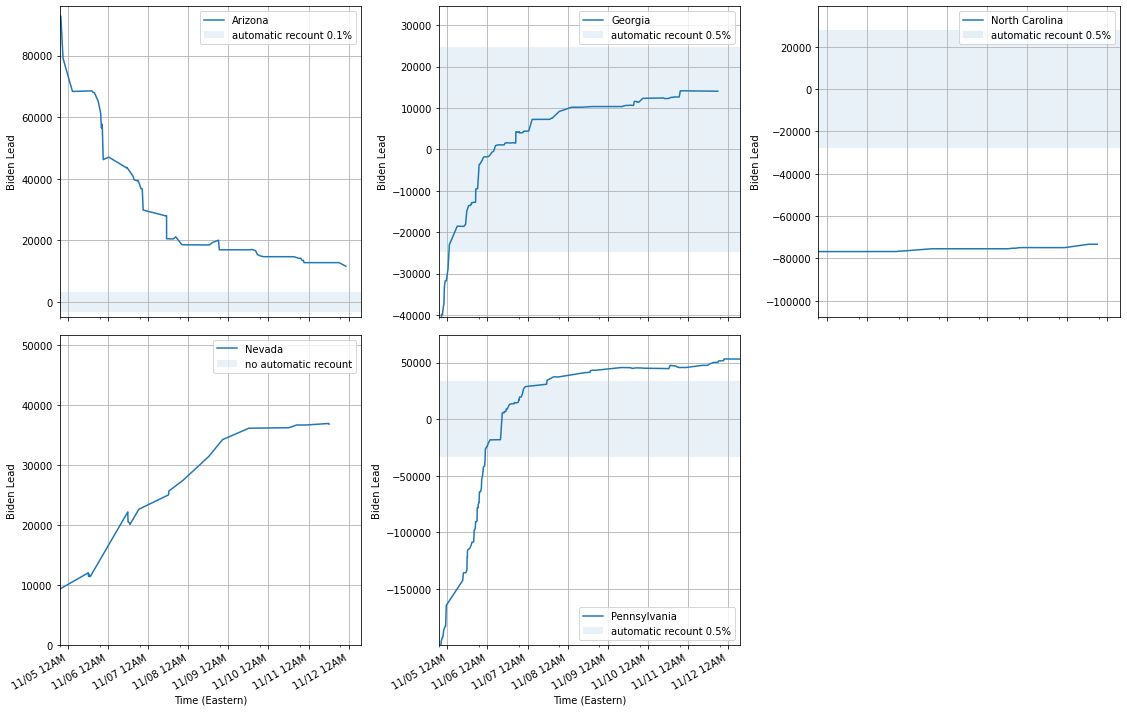 Arizona
automatic recount 0.1%
Biden Lead
80000
60000
40000
20000
0
Georgia
automatic recount 0.5%
Biden Lead
30000
20000
10000
0
−10000
−20000
−30000
−40000
North Carolina
automatic recount 0.5%
Biden Lead
20000
0
−20000
−40000
−60000
−80000
−100000
Nevada
no automatic recount
Biden Lead
50000
40000
30000
20000
10000
0
11/05 12AM
11/06 12AM
11/07 12AM
11/08 12AM
11/09 12AM
11/10 12AM
11/11 12AM
11/12 12AM
Time (Eastern)
Biden Lead
50000
0
−50000
−100000
−150000
Pennsylvania
automatic recount 0.5%
11/05 12AM
11/06 12AM
11/07 12AM
11/08 12AM
11/09 12AM
11/10 12AM
11/11 12AM
11/12 12AM
Time (Eastern)